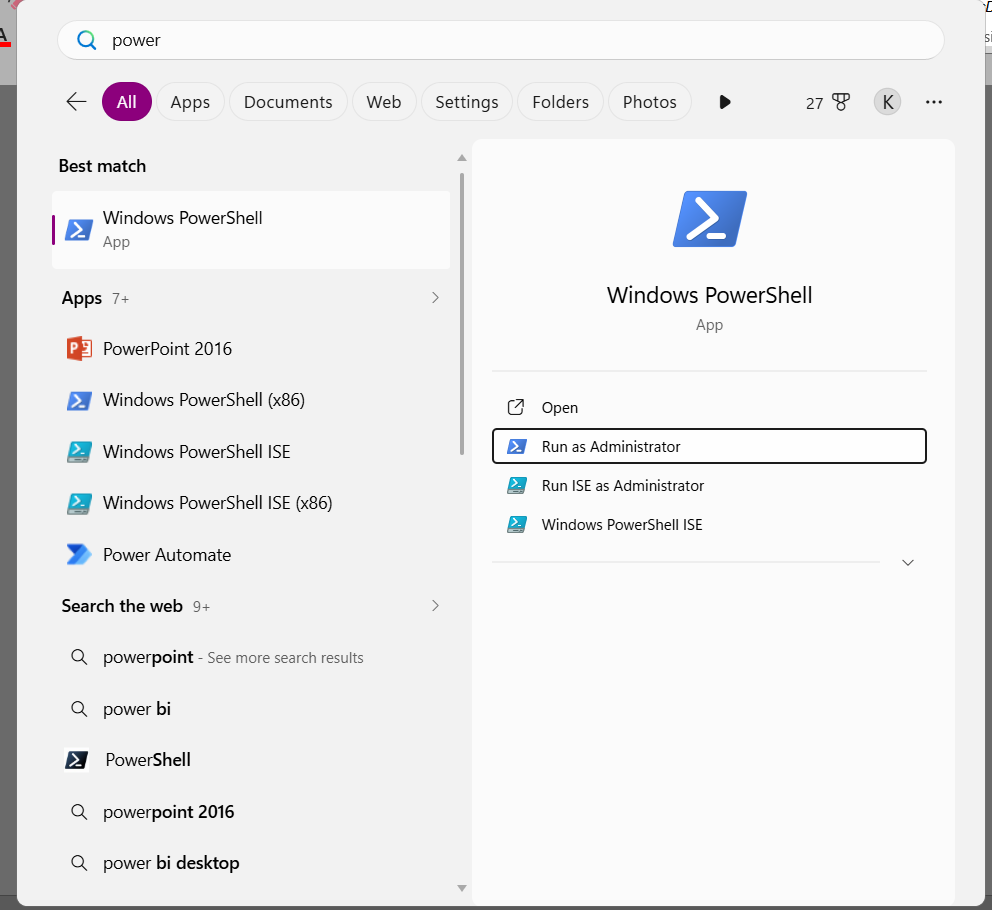 power
All
Apps
Documents
Web
Settings
Folders
Photos
27
K
Best match
Windows PowerShell
App
Apps 7+
PowerPoint 2016
Windows PowerShell (x86)
Windows PowerShell ISE
Windows PowerShell ISE (x86)
Power Automate
Search the web 9+
powerpoint - See more search results
power bi
PowerShell
powerpoint 2016
power bi desktop
Windows PowerShell
App
Open
Run as Administrator
Run ISE as Administrator
Windows PowerShell ISE